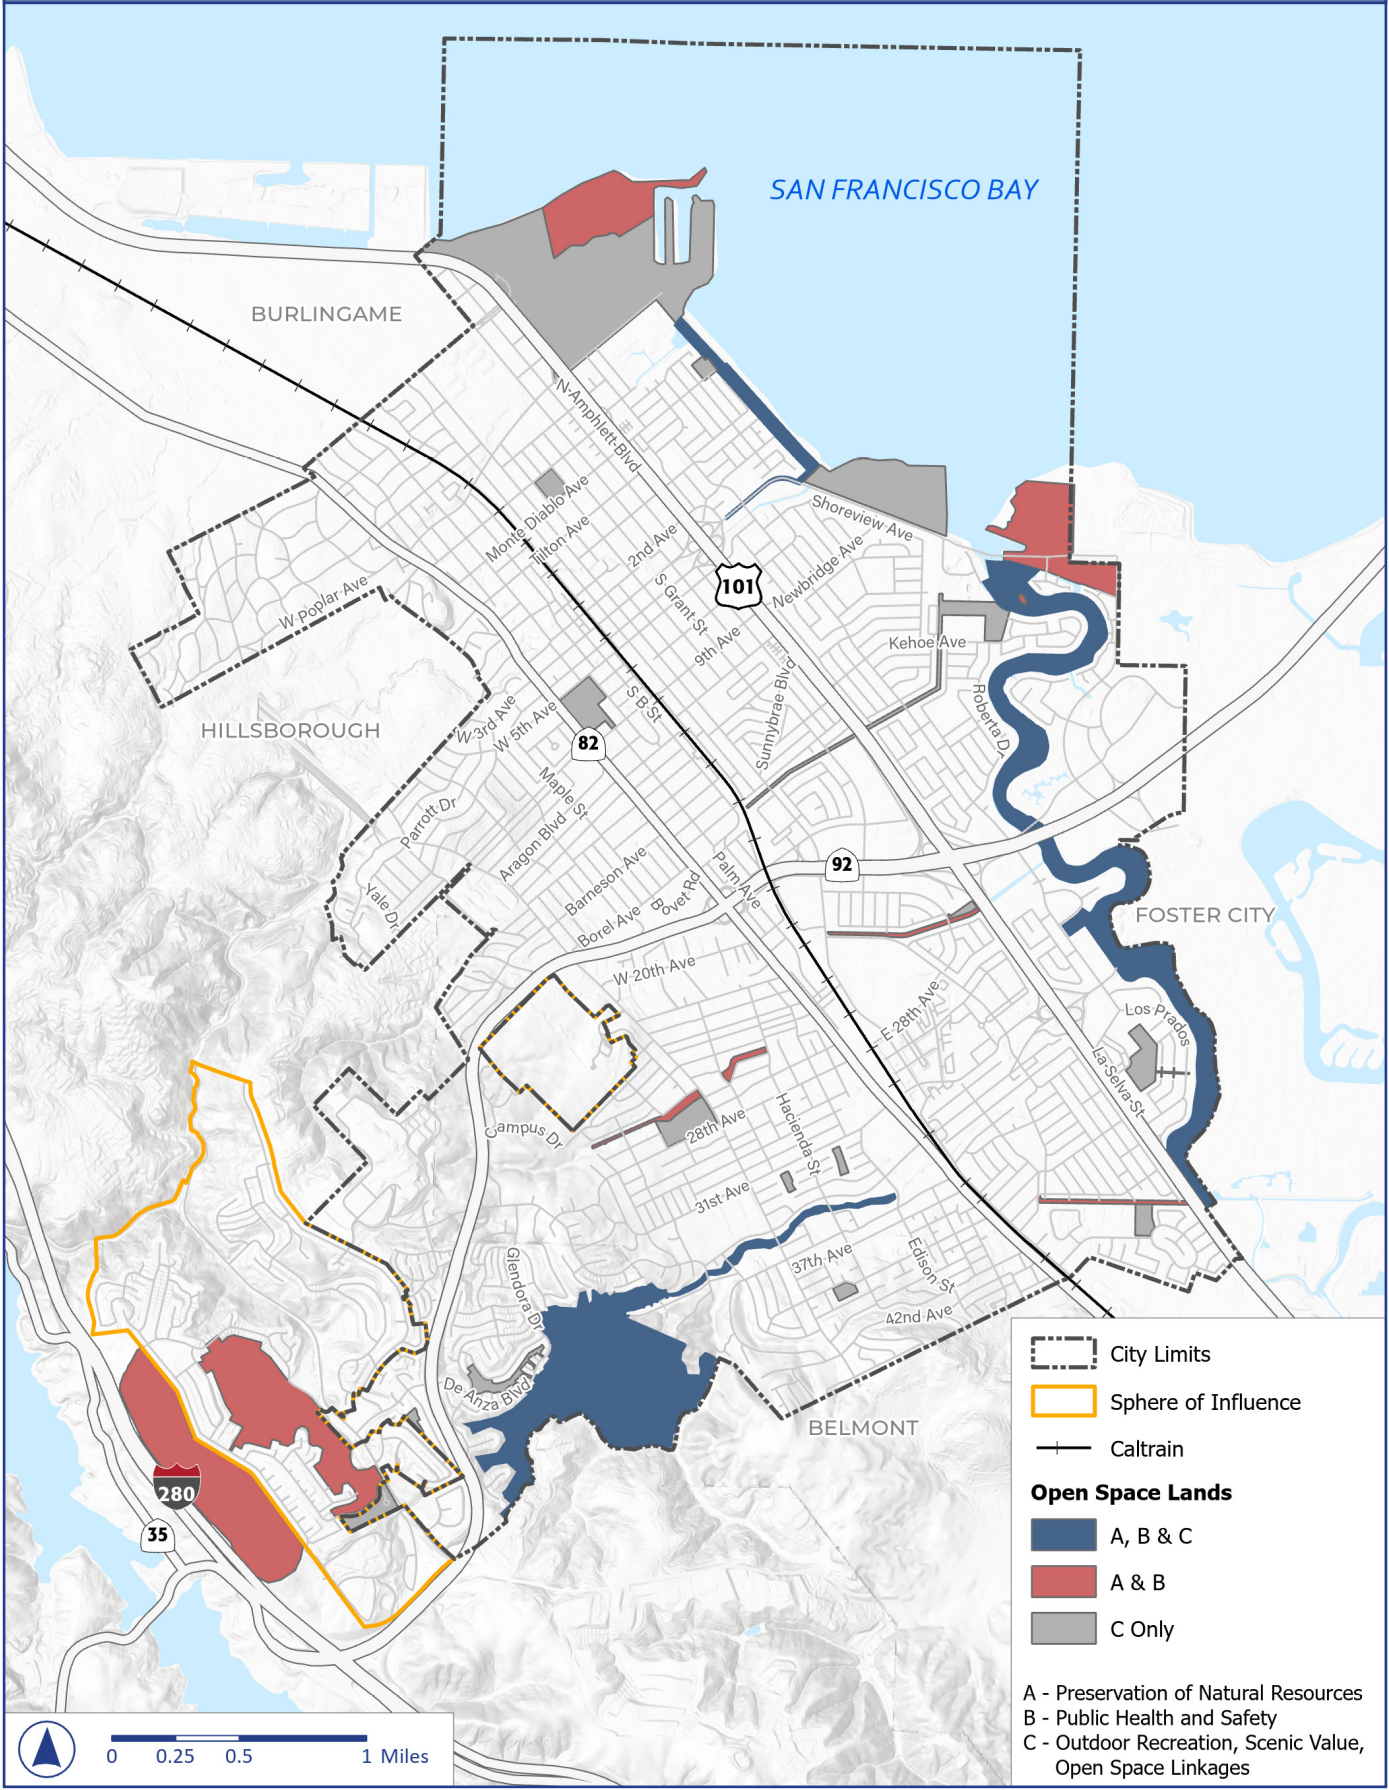 SAN FRANCISCO BAY
BURLINGAME
N Amphlett Blvd
Monte Diablo Ave
Tilton Ave
2nd Ave
Shoreview Ave
101
Newbridge Ave
S Grant St
W Poplar Ave
9th Ave
Kehoe Ave
HILLSBOROUGH
W 3rd Ave
W 5th Ave
S B St
Sunnybrae Blvd
Roberta Dr
82
Maple St
Parrott Dr
Aragon Blvd
Barneson Ave
Palm Ave
92
Bovet Rd
Yale Dr
Borel Ave
FOSTER CITY
W 20th Ave
E 28th Ave
Los Prados
La Selva St
Campus Dr
28th Ave
Hacienda St
31st Ave
37th Ave
Edison St
Glendora Dr
42nd Ave
De Anza Blvd
BELMONT
280
35
City Limits
Sphere of Influence
Caltrain
Open Space Lands
A, B & C
A & B
C Only
A - Preservation of Natural Resources
B - Public Health and Safety
C - Outdoor Recreation, Scenic Value,
Open Space Linkages
0 0.25 0.5 1 Miles